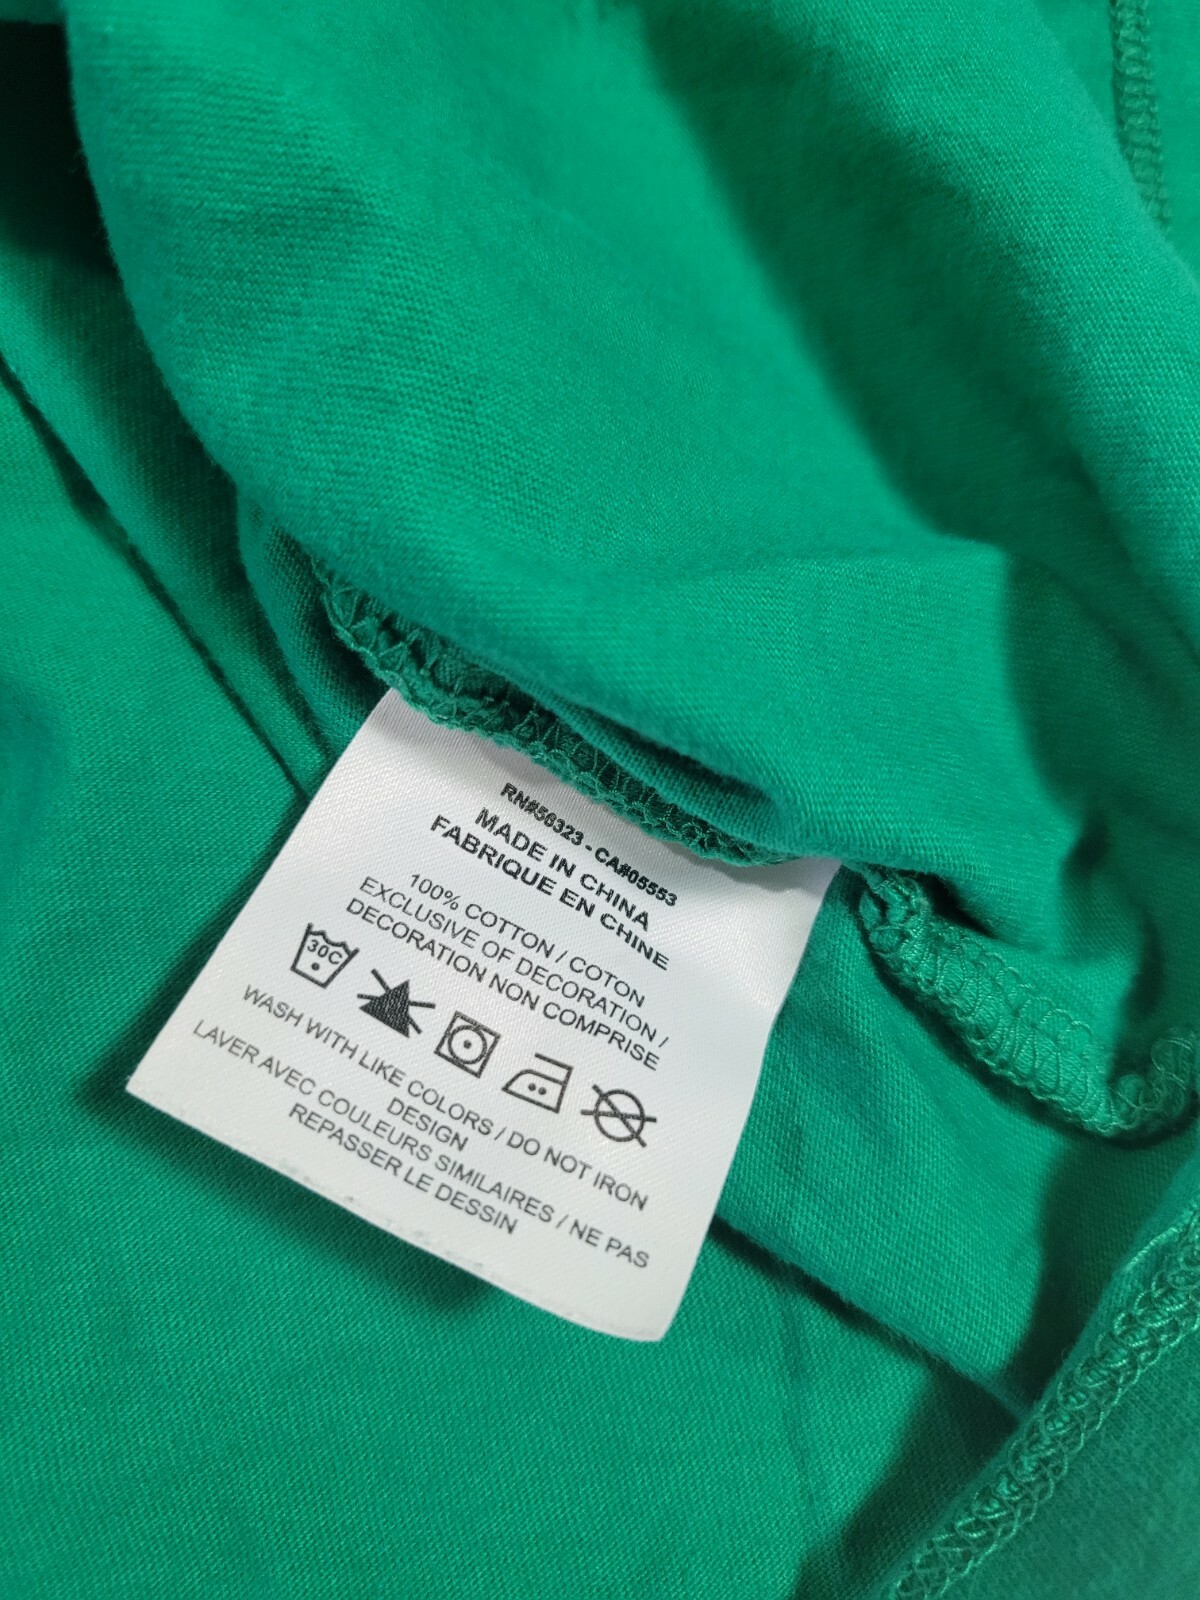 RN#56323 - CA#05553
MADE IN CHINA
FABRIQUE EN CHINE
100% COTTON / COTON
EXCLUSIVE OF DECORATION /
DECORATION NON COMPRISE
30C
WASH WITH LIKE COLORS / DO NOT IRON
DESIGN
LAVER AVEC COULEURS SIMILAIRES / NE PAS
REPASSER LE DESSIN